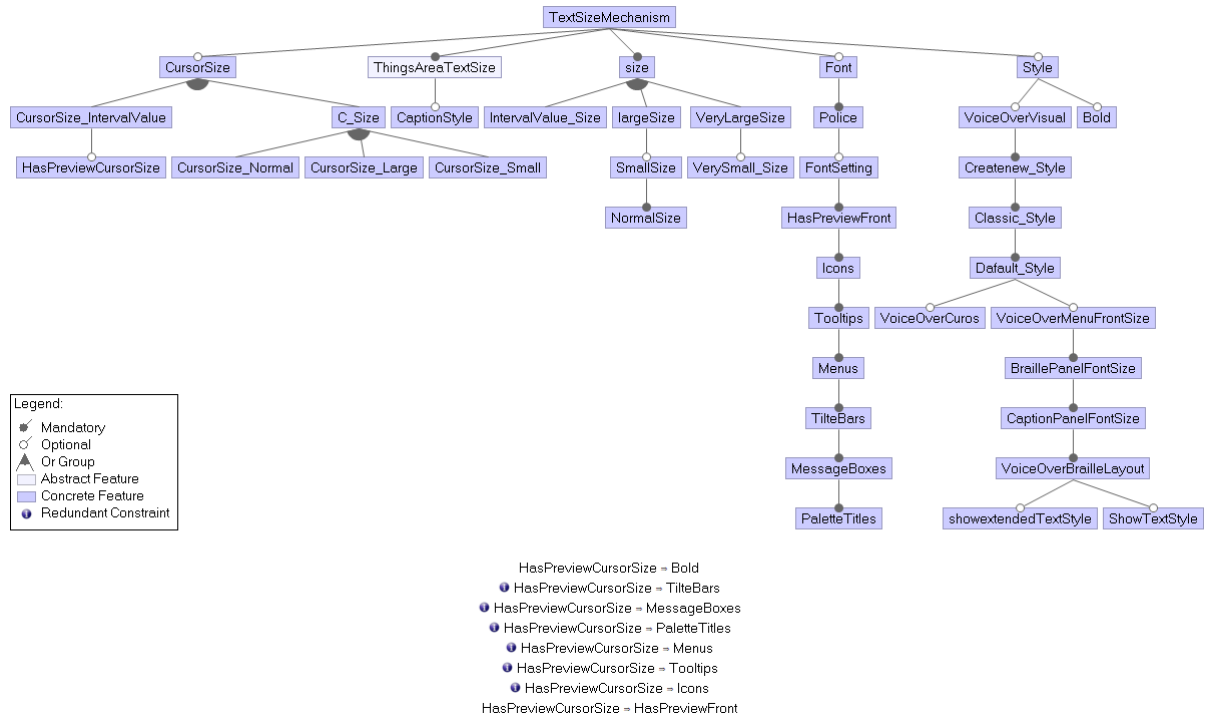 TextSizeMechanism
CursorSize ThingsAreaTextSize size Font Style
CursorSize_IntervalValue C_Size CaptionStyle IntervalValue_Size largeSize VeryLargeSize Police VoiceOverVisual Bold
HasPreviewCursorSize CursorSize_Normal CursorSize_Large CursorSize_Small SmallSize VerySmall_Size FontSetting Createnew_Style
NormalSize HasPreviewFront Classic_Style
Icons Dafault_Style
Tooltips VoiceOverCuros VoiceOverMenuFrontSize
Menus BraillePanelFontSize
Legend:
Mandatory
Optional
Or Group
Abstract Feature
Concrete Feature
Redundant Constraint
TilteBars CaptionPanelFontSize
MessageBoxes VoiceOverBrailleLayout
PaletteTitles showextendedTextStyle ShowTextStyle
HasPreviewCursorSize ⇒ Bold
HasPreviewCursorSize ⇒ TilteBars
HasPreviewCursorSize ⇒ MessageBoxes
HasPreviewCursorSize ⇒ PaletteTitles
HasPreviewCursorSize ⇒ Menus
HasPreviewCursorSize ⇒ Tooltips
HasPreviewCursorSize ⇒ Icons
HasPreviewCursorSize ⇒ HasPreviewFront